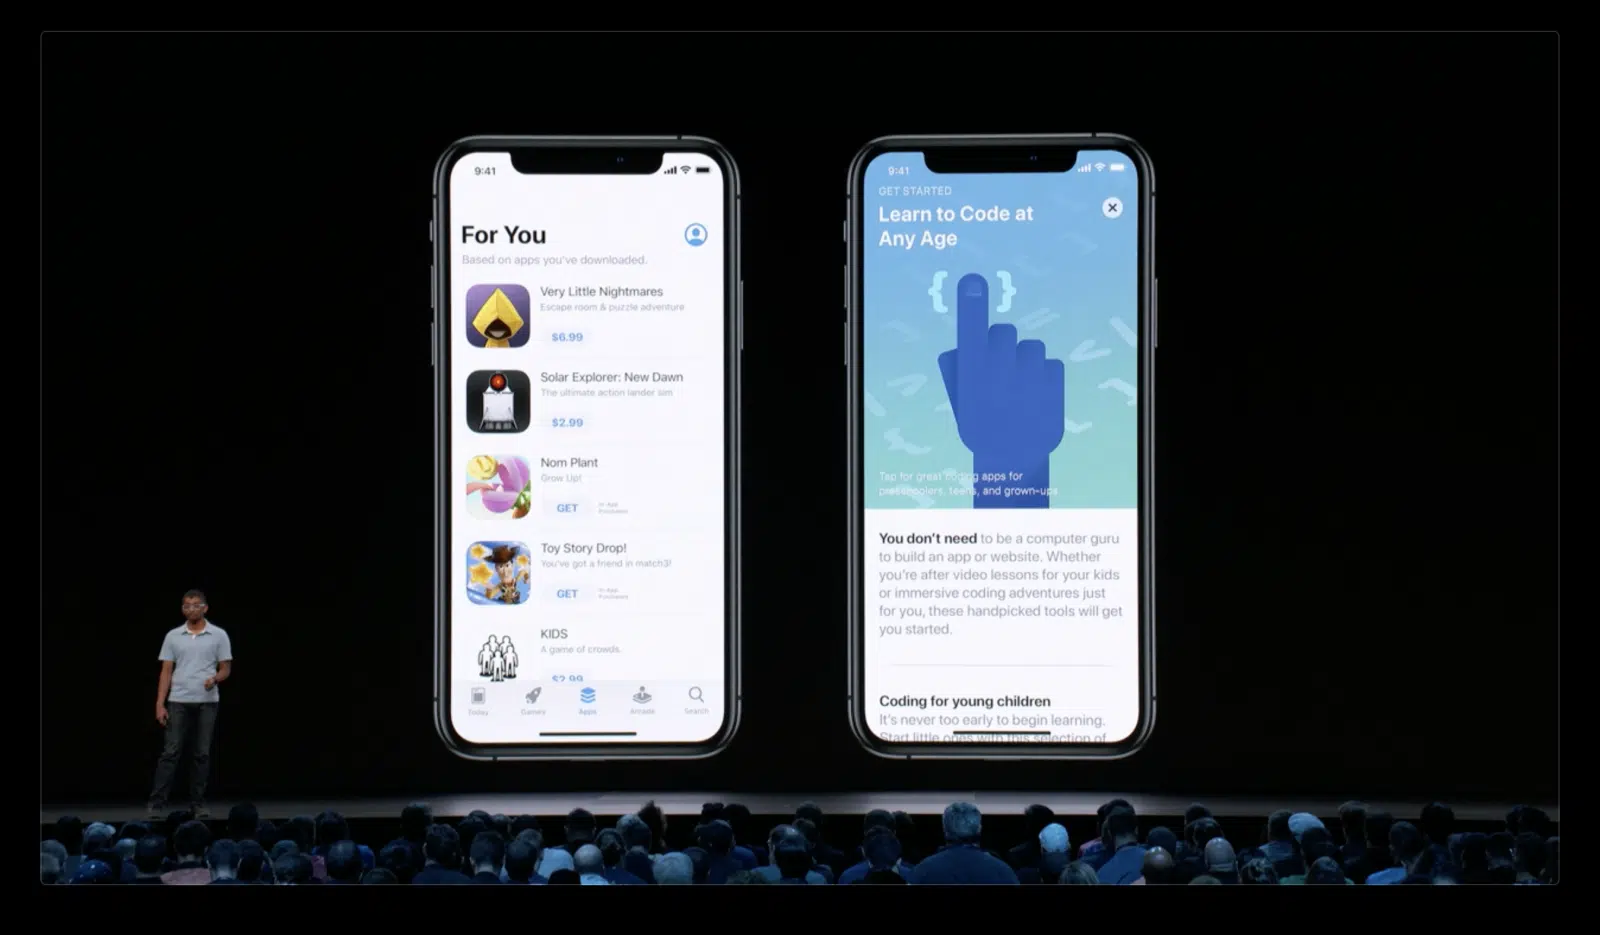 9:41
For You
Based on apps you've downloaded.
Very Little Nightmares
Escape room & puzzle adventure
$6.99
Solar Explorer: New Dawn
The ultimate action lander sim
$2.99
Nom Plant
Grow Up!
GET
In-App
Purchases
Toy Story Drop!
You've got a friend in match3!
GET
In-App
Purchases
KIDS
A game of crowds.
$2.99
Today
Games
Apps
Arcade
Search
9:41
GET STARTED
Learn to Code at
Any Age
{ }
Tap for great coding apps for
preschoolers, teens, and grown-ups.
You don't need to be a computer guru
to build an app or website. Whether
you're after video lessons for your kids
or immersive coding adventures just
for you, these handpicked tools will get
you started.
Coding for young children
It's never too early to begin learning.
Start little ones with this selection of